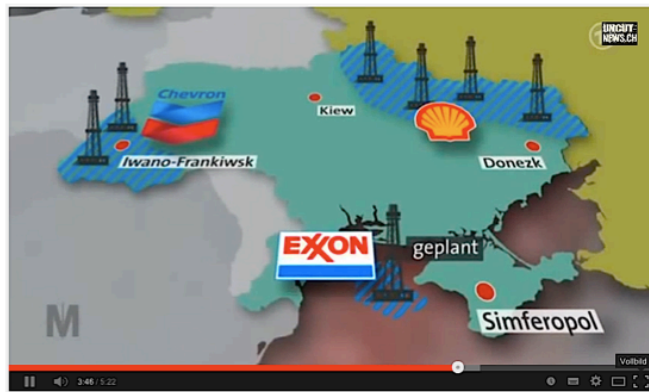 UNCUT-
NEWS.CH
Chevron
Kiew
Iwano-Frankiwsk
Donezk
EXXON
geplant
Simferopol
M
Vollbild
3:46 / 5:22